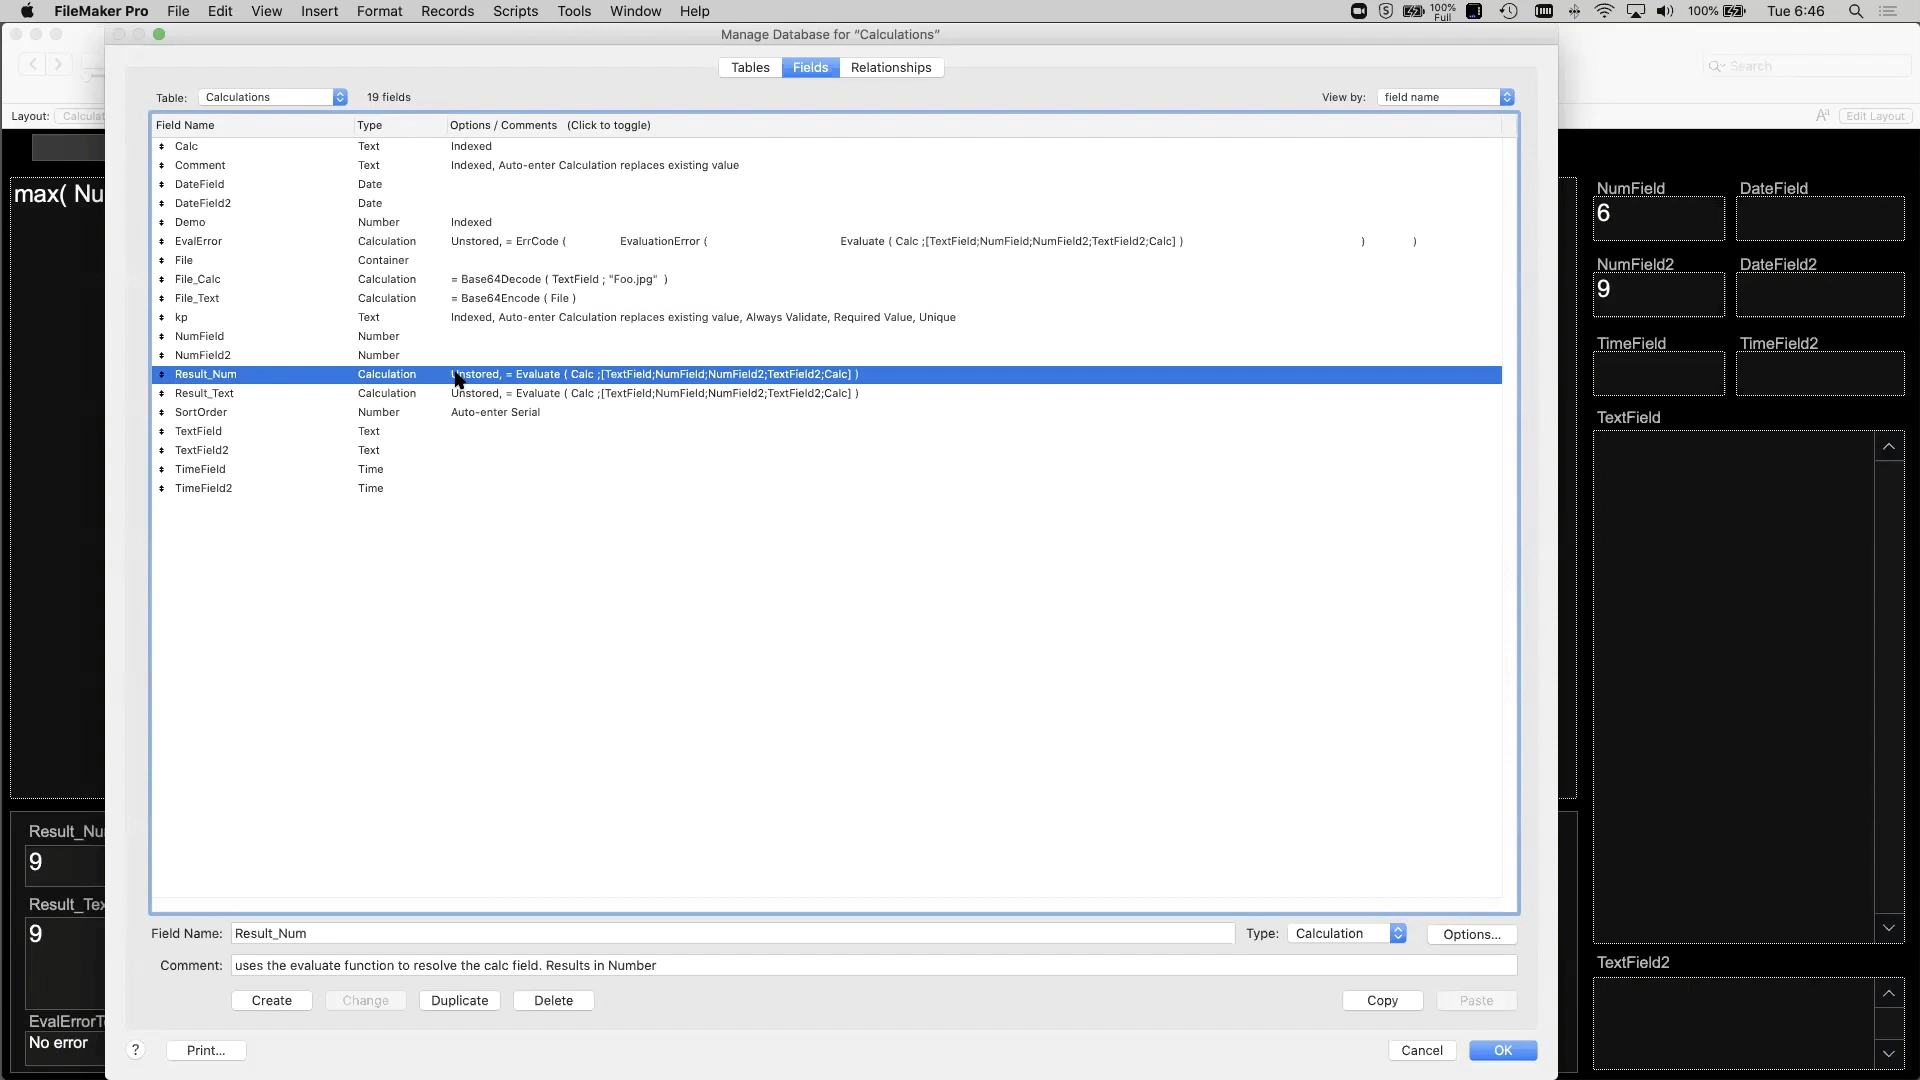 FileMaker Pro File Edit View Insert Format Records Scripts Tools Window Help 100% Full 100% Tue 6:46
Manage Database for “Calculations”
Tables Fields Relationships
Search
Table: Calculations 19 fields View by: field name
Layout: Calculat Edit Layout
Field Name Type Options / Comments (Click to toggle)
Calc Text Indexed
Comment Text Indexed, Auto-enter Calculation replaces existing value
DateField Date
DateField2 Date
Demo Number Indexed
EvalError Calculation Unstored, = ErrCode ( EvaluationError ( Evaluate ( Calc ;[TextField;NumField;NumField2;TextField2;Calc] ) ) )
File Container
File_Calc Calculation = Base64Decode ( TextField ; "Foo.jpg" )
File_Text Calculation = Base64Encode ( File )
kp Text Indexed, Auto-enter Calculation replaces existing value, Always Validate, Required Value, Unique
NumField Number
NumField2 Number
Result_Num Calculation Unstored, = Evaluate ( Calc ;[TextField;NumField;NumField2;TextField2;Calc] )
Result_Text Calculation Unstored, = Evaluate ( Calc ;[TextField;NumField;NumField2;TextField2;Calc] )
SortOrder Number Auto-enter Serial
TextField Text
TextField2 Text
TimeField Time
TimeField2 Time
max( Nu
NumField DateField
6
NumField2 DateField2
9
TimeField TimeField2
TextField
TextField2
Result_Nu
9
Result_Tex
9
EvalErrorTe
No error
Field Name: Result_Num Type: Calculation Options...
Comment: uses the evaluate function to resolve the calc field. Results in Number
Create Change Duplicate Delete Copy Paste
? Print... Cancel OK